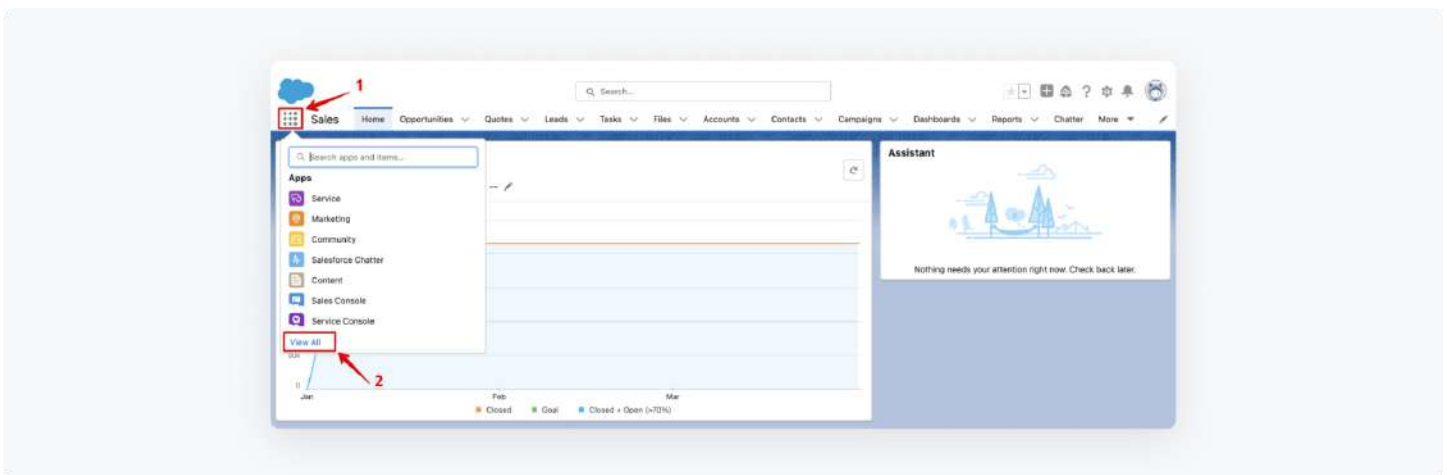 1
Search...
Sales Home Opportunities Quotes Leads Tasks Files Accounts Contacts Campaigns Dashboards Reports Chatter More
Search apps and items...
Apps
Service
Marketing
Community
Salesforce Chatter
Content
Sales Console
Service Console
View All
2
0
Jan Feb Mar
Closed Goal Closed + Open (>70%)
Assistant
Nothing needs your attention right now. Check back later.